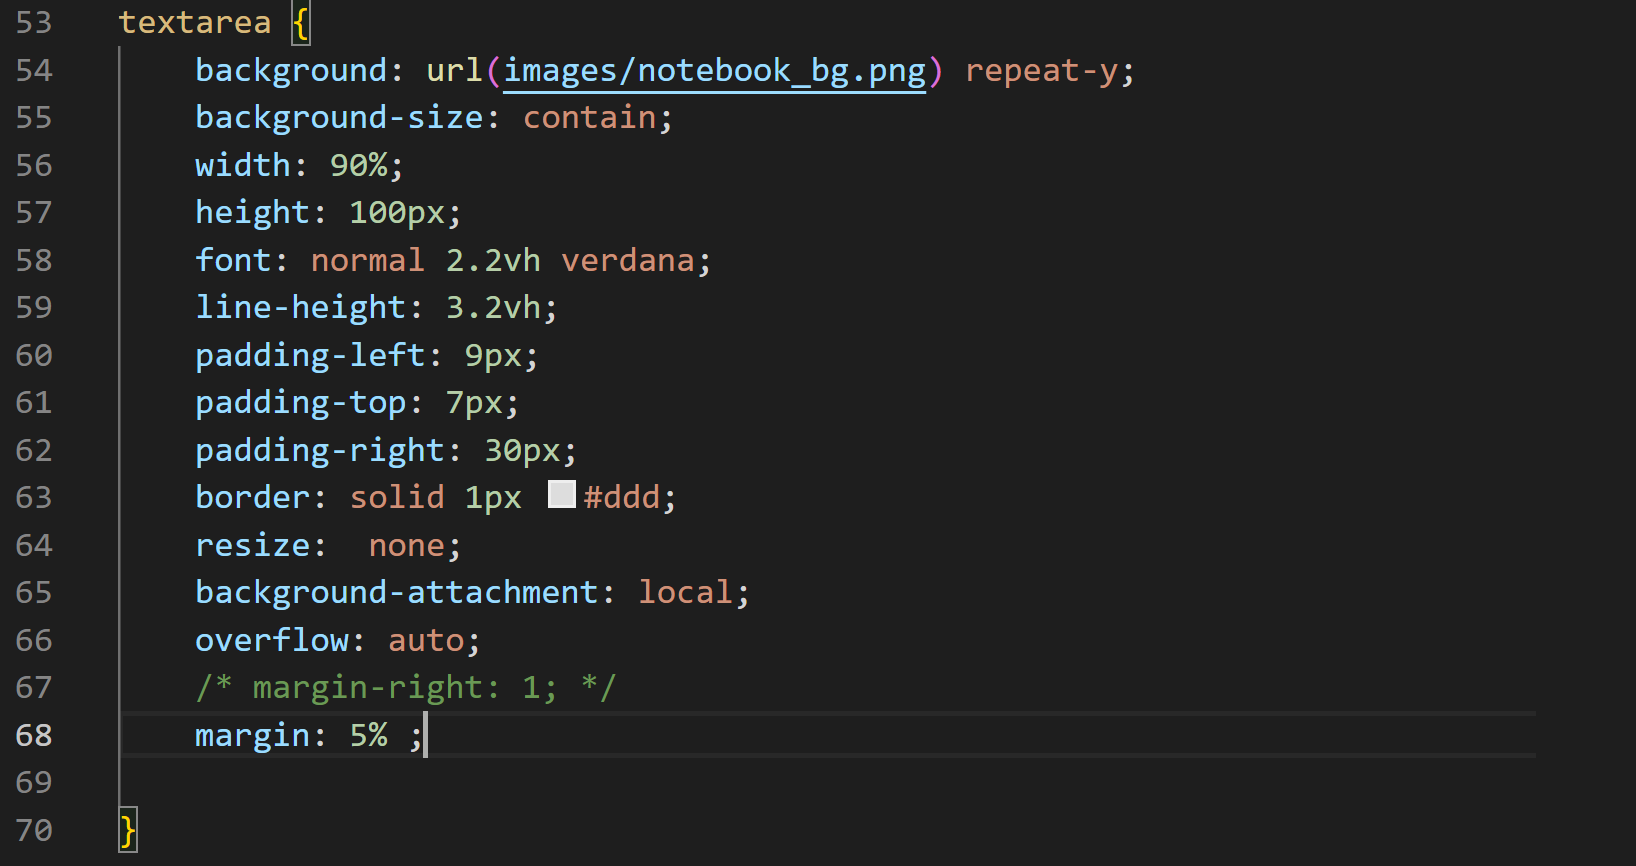 53 textarea {
54 background: url(images/notebook_bg.png) repeat-y;
55 background-size: contain;
56 width: 90%;
57 height: 100px;
58 font: normal 2.2vh verdana;
59 line-height: 3.2vh;
60 padding-left: 9px;
61 padding-top: 7px;
62 padding-right: 30px;
63 border: solid 1px #ddd;
64 resize:  none;
65 background-attachment: local;
66 overflow: auto;
67 /* margin-right: 1; */
68 margin: 5% ;
69
70 }